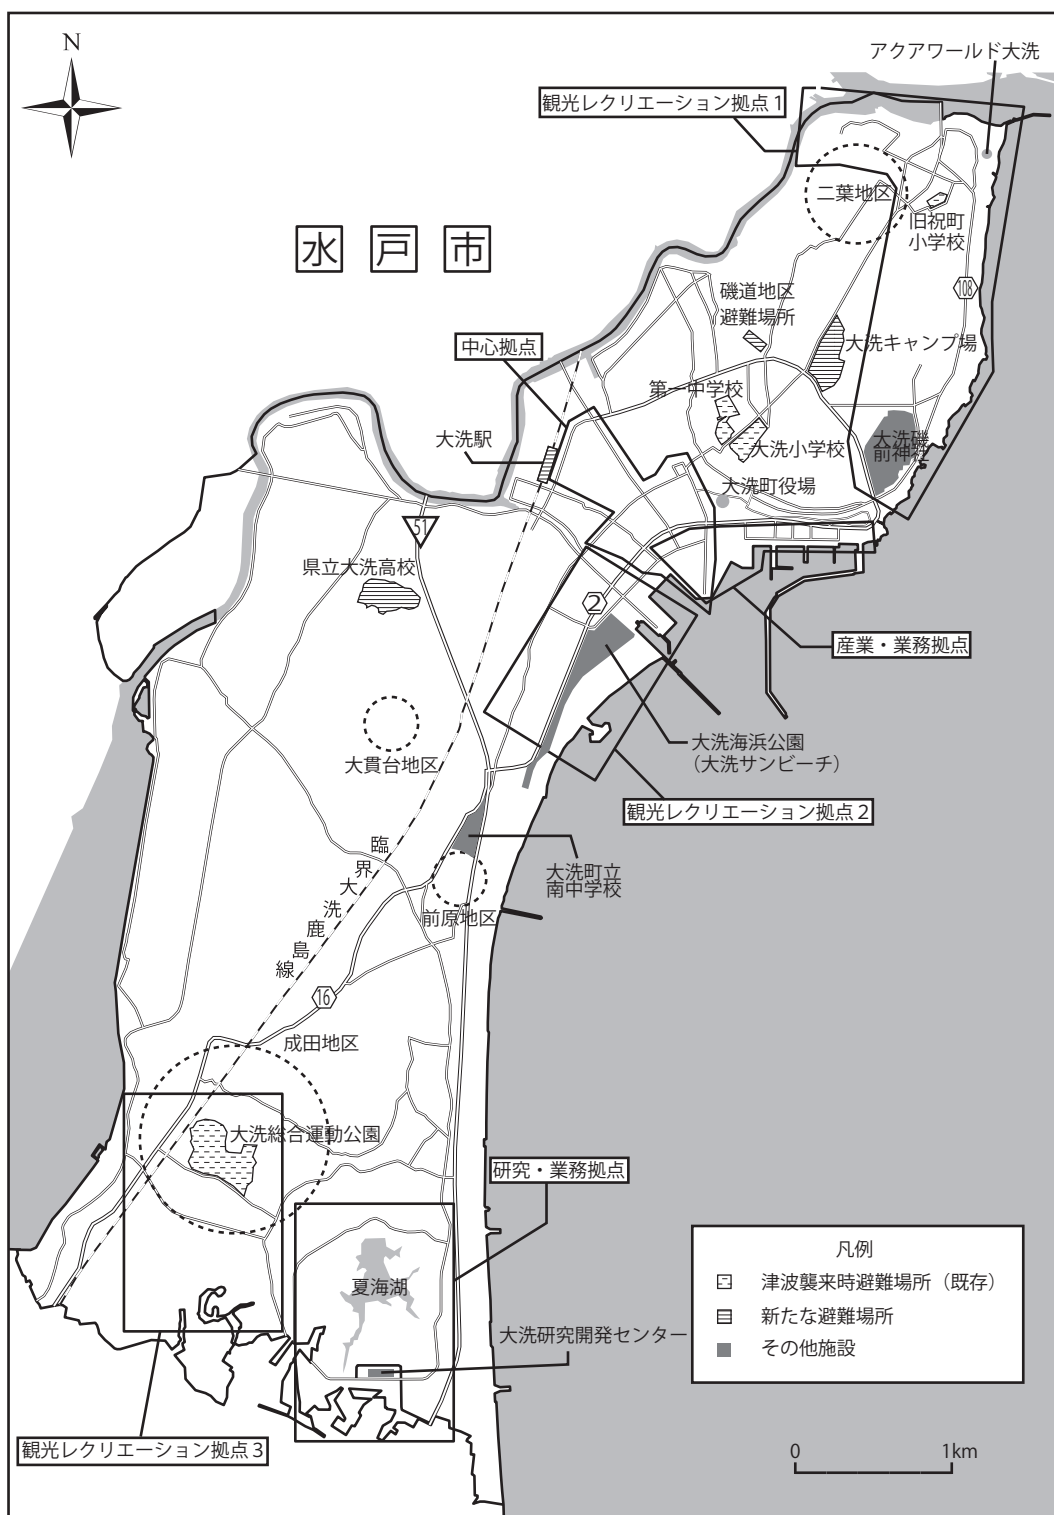 N
アクアワールド大洗
観光レクリエーション拠点1
二葉地区
旧祝町
小学校
水戸市
108
磯道地区
避難場所
大洗キャンプ場
中心拠点
第一中学校
大洗駅
大洗小学校
大洗磯
前神社
大洗町役場
51
県立大洗高校
2
産業・業務拠点
大洗海浜公園
（大洗サンビーチ）
大貫台地区
観光レクリエーション拠点2
臨界大洗鹿島線
大洗町立
南中学校
前原地区
16
成田地区
大洗総合運動公園
研究・業務拠点
夏海湖
大洗研究開発センター
凡例
津波襲来時避難場所（既存）
新たな避難場所
その他施設
観光レクリエーション拠点3
0 1km